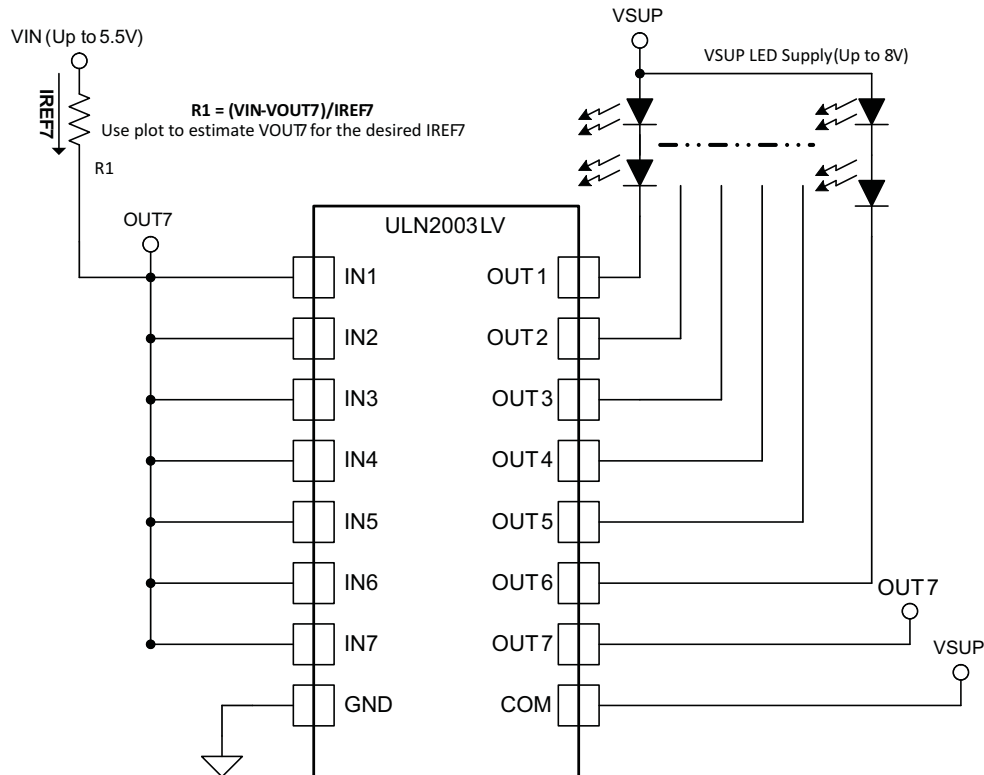 VSUP
VIN (Up to 5.5V)
VSUP LED Supply(Up to 8V)
IREF7
R1 = (VIN-VOUT7)/IREF7
Use plot to estimate VOUT7 for the desired IREF7
R1
OUT7
ULN2003LV
IN1
OUT1
IN2
OUT2
IN3
OUT3
IN4
OUT4
IN5
OUT5
IN6
OUT6
OUT7
IN7
OUT7
VSUP
GND
COM